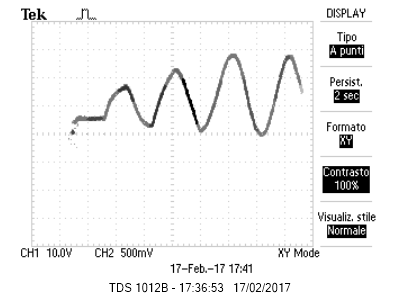 Tek
DISPLAY
Tipo
A punti
Persist.
2 sec
Formato
XY
Contrasto
100%
Visualiz. stile
Normale
CH1 10.0V CH2 500mV XY Mode
17-Feb.-17 17:41
TDS 1012B - 17:36:53 17/02/2017